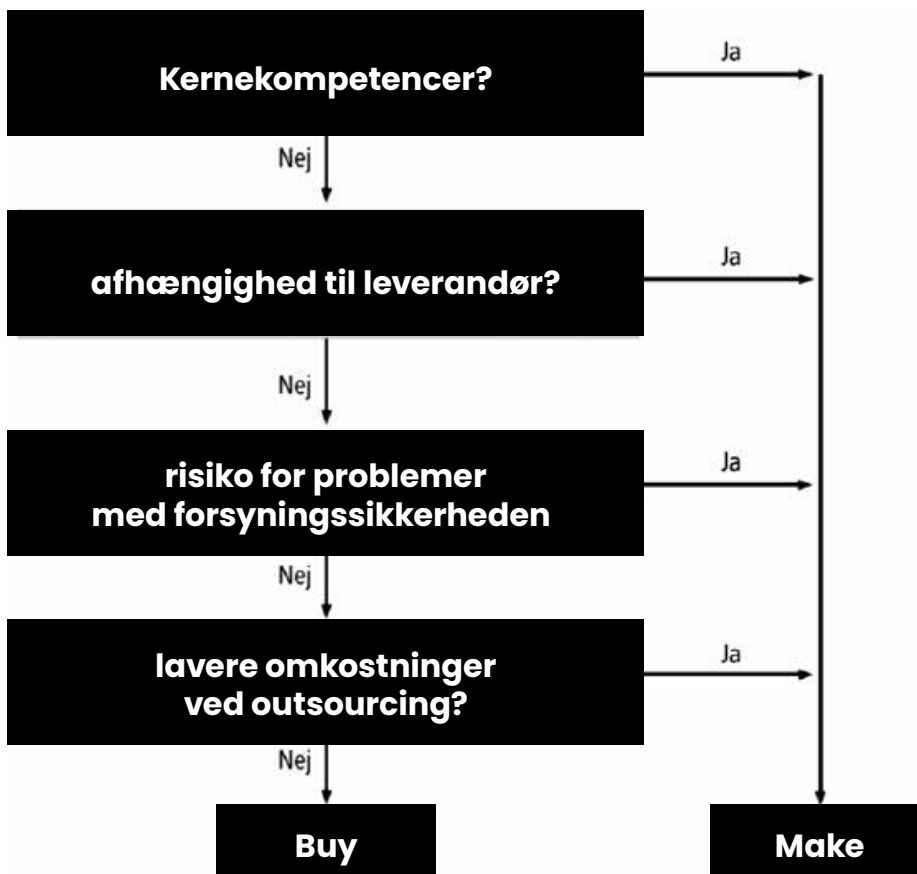 Kernekompetencer?
Ja
Nej
afhængighed til leverandør?
Ja
Nej
risiko for problemer
med forsyningssikkerheden
Ja
Nej
lavere omkostninger
ved outsourcing?
Ja
Nej
Buy
Make